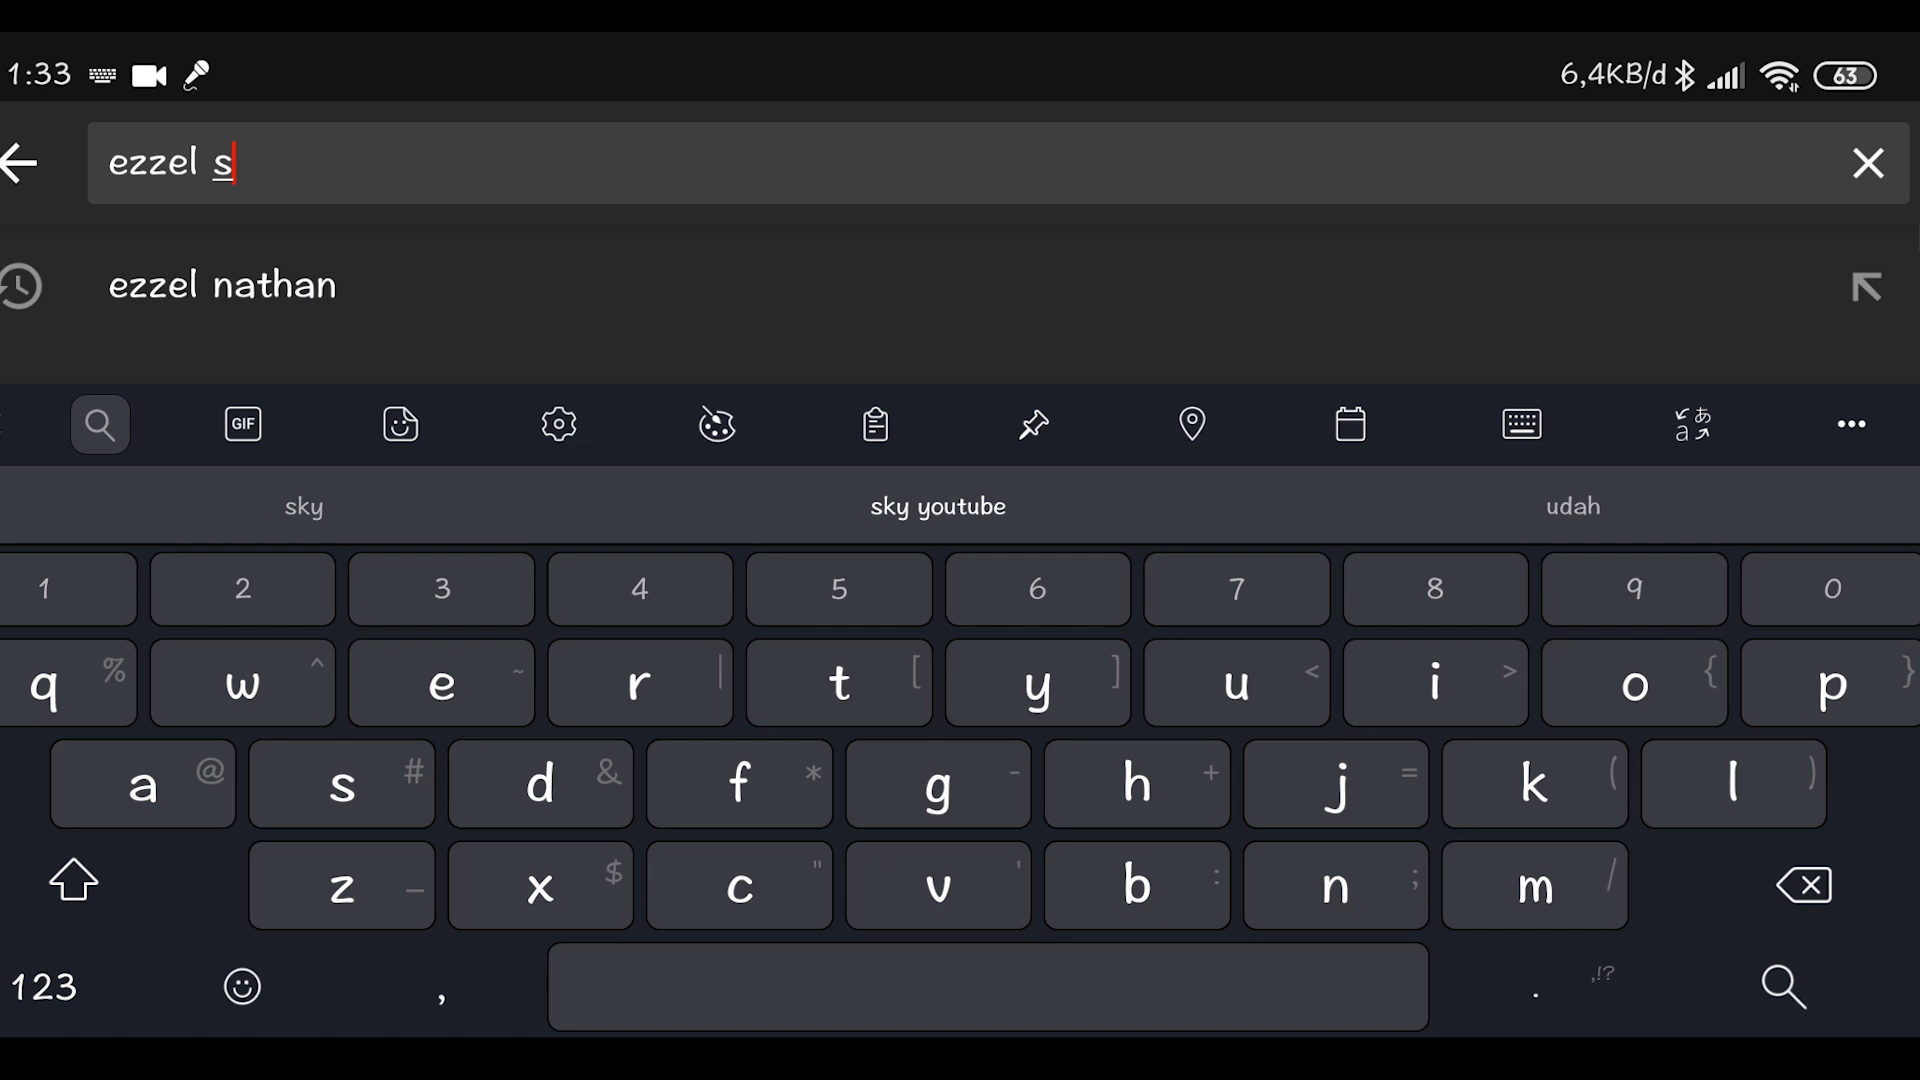 1:33 6,4KB/d 63
ezzel s
ezzel nathan
GIF あ a
sky sky youtube udah
1 2 3 4 5 6 7 8 9 0
q % w ^ e ~ r | t [ y ] u < i > o { p }
a @ s # d & f * g - h + j = k ( l )
z _ x $ c " v ' b : n ; m /
123 , . ,!?